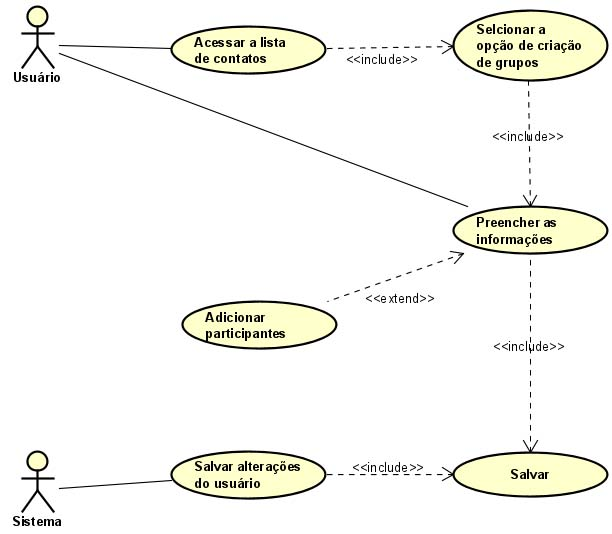 Usuário
Acessar a lista
de contatos
<<include>>
Selcionar a
opção de criação
de grupos
<<include>>
Preencher as
informações
<<extend>>
Adicionar
participantes
<<include>>
Sistema
Salvar alterações
do usuário
<<include>>
Salvar